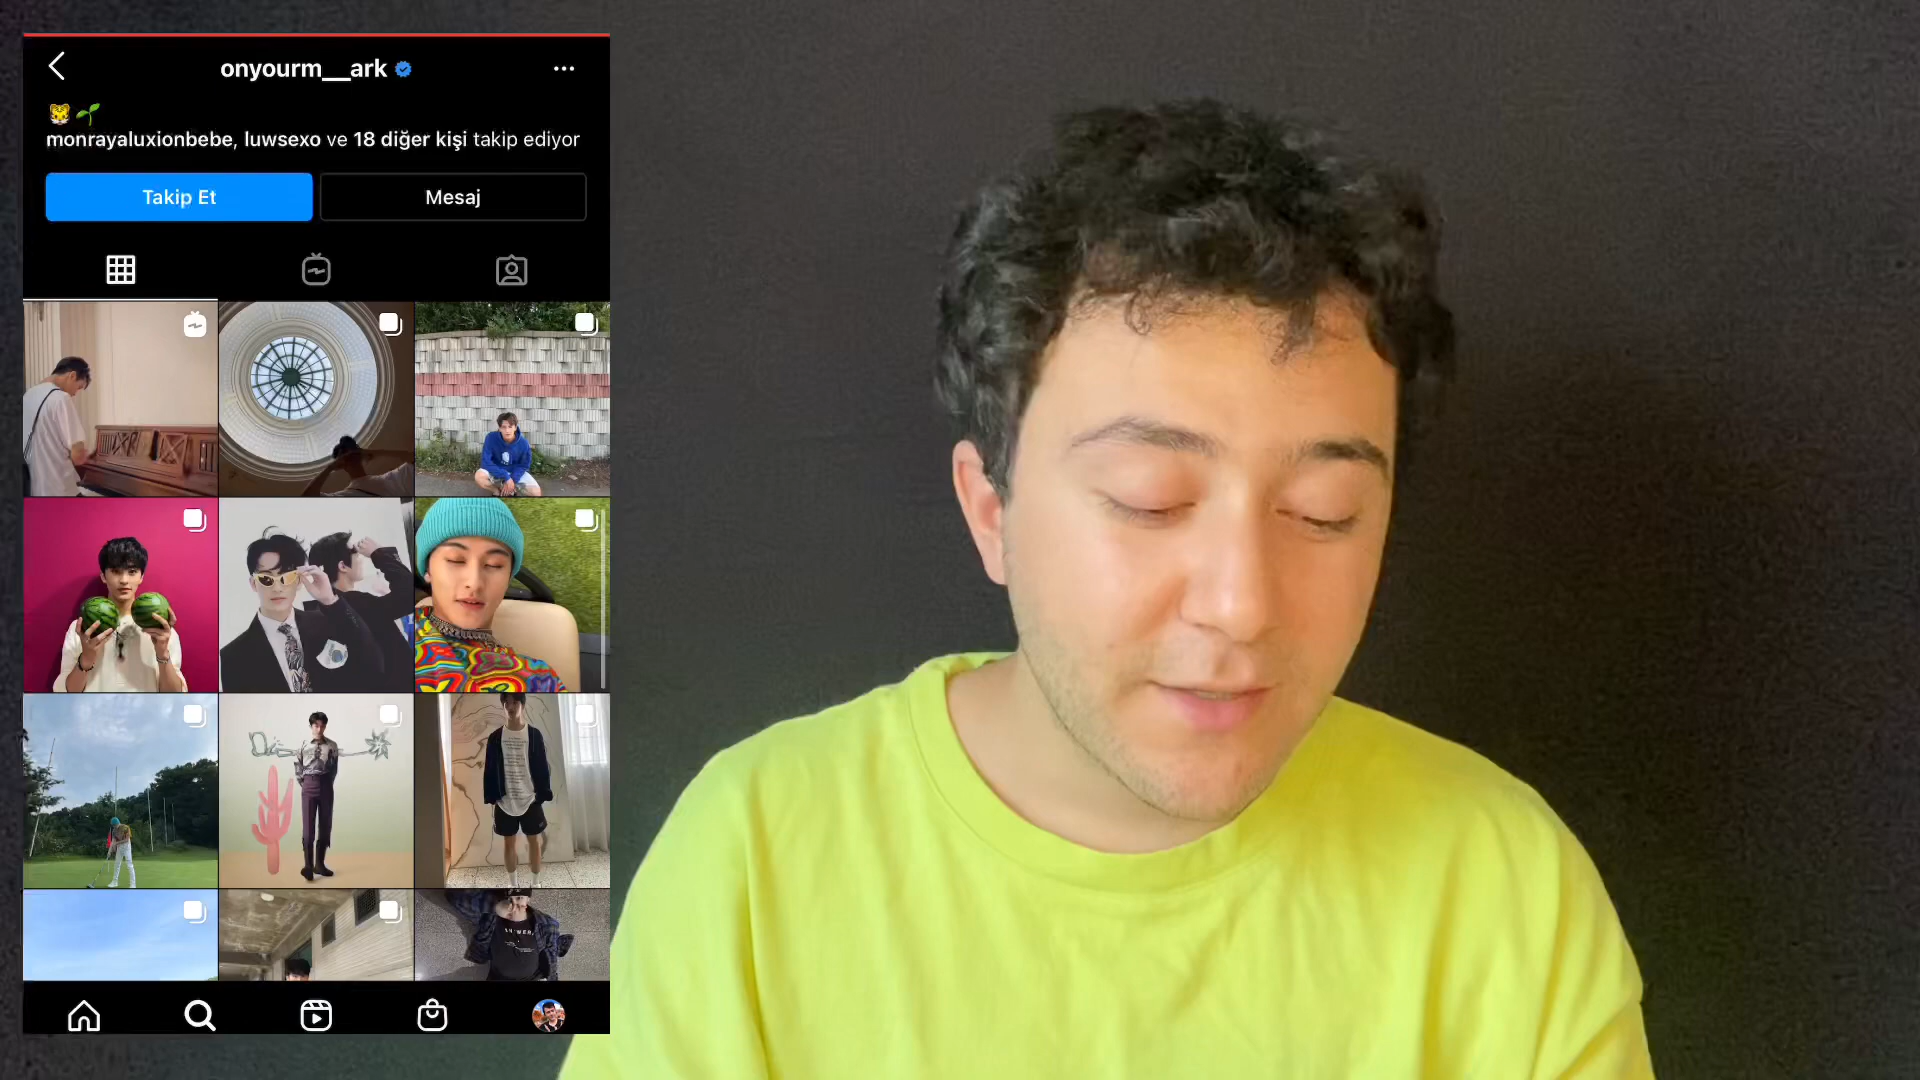 onyourm__ark
monrayaluxionbebe, luwsexo ve 18 diğer kişi takip ediyor
Takip Et
Mesaj